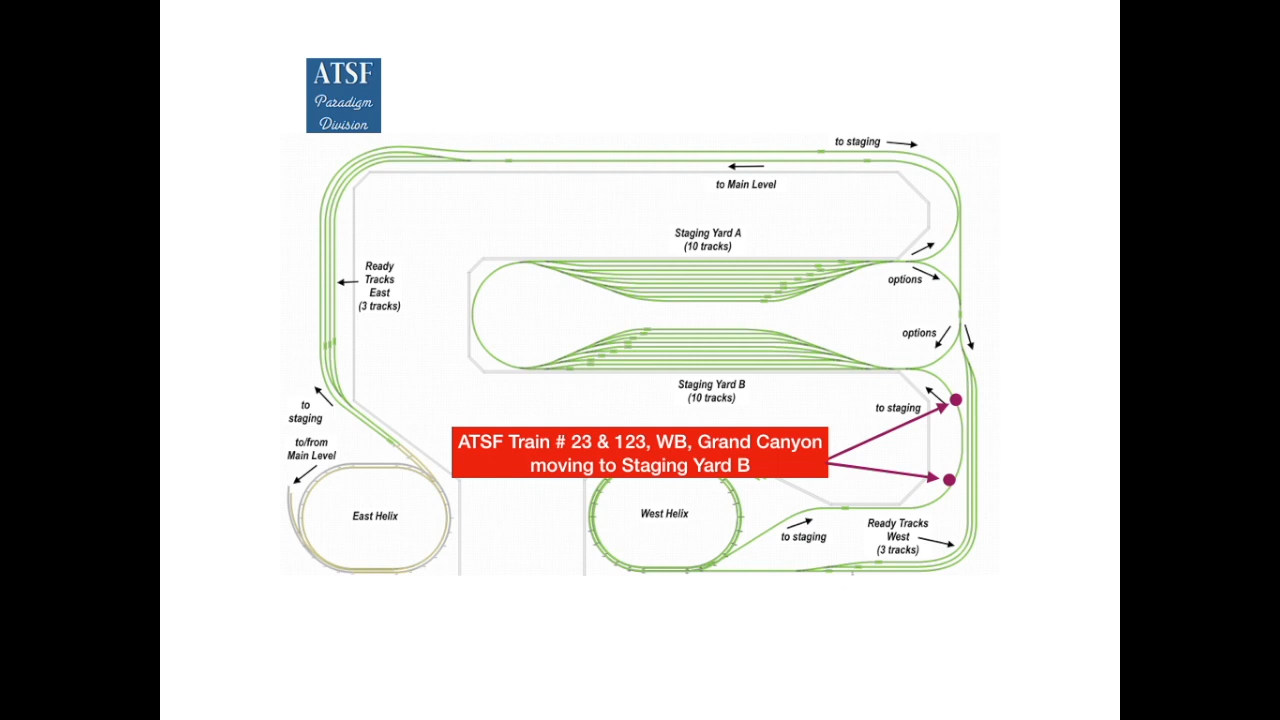 ATSF
Paradigm
Division
to staging
to Main Level
Staging Yard A
(10 tracks)
Ready
Tracks
East
(3 tracks)
options
options
Staging Yard B
(10 tracks)
to
staging
to staging
to/from
Main Level
ATSF Train # 23 & 123, WB, Grand Canyon
moving to Staging Yard B
East Helix
West Helix
to staging
Ready Tracks
West
(3 tracks)